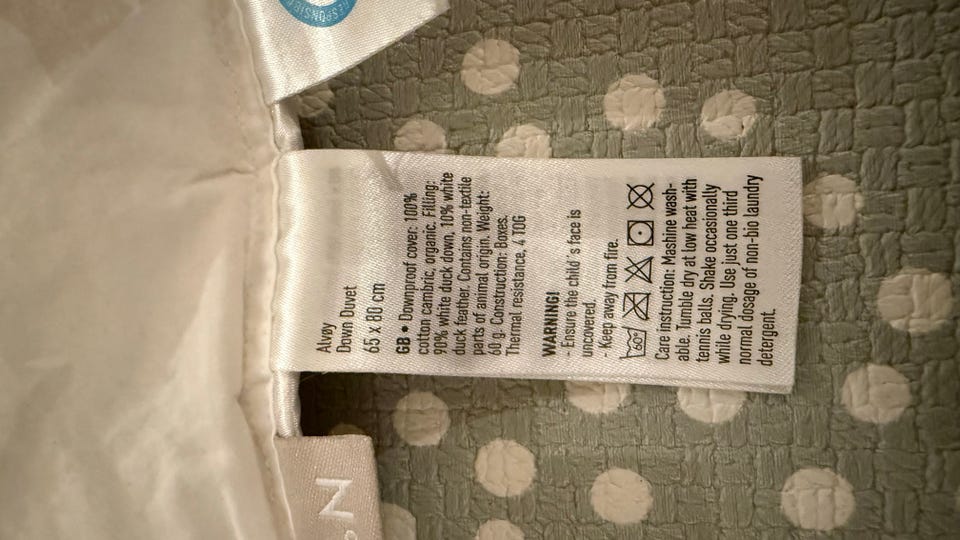 RESPONSIBLE
Alvey
Down Duvet
65 x 80 cm
GB • Downproof cover: 100%
cotton cambric, organic. Filling:
90% white duck down, 10% white
duck feather. Contains non-textile
parts of animal origin. Weight:
60 g. Construction: Boxes.
Thermal resistance, 4 TOG
WARNING!
- Ensure the child´s face is
uncovered.
- Keep away from fire.
60°
Care instruction: Mashine wash-
able. Tumble dry at low heat with
tennis balls. Shake occasionally
while drying. Use just one third
normal dosage of non-bio laundry
detergent.
N